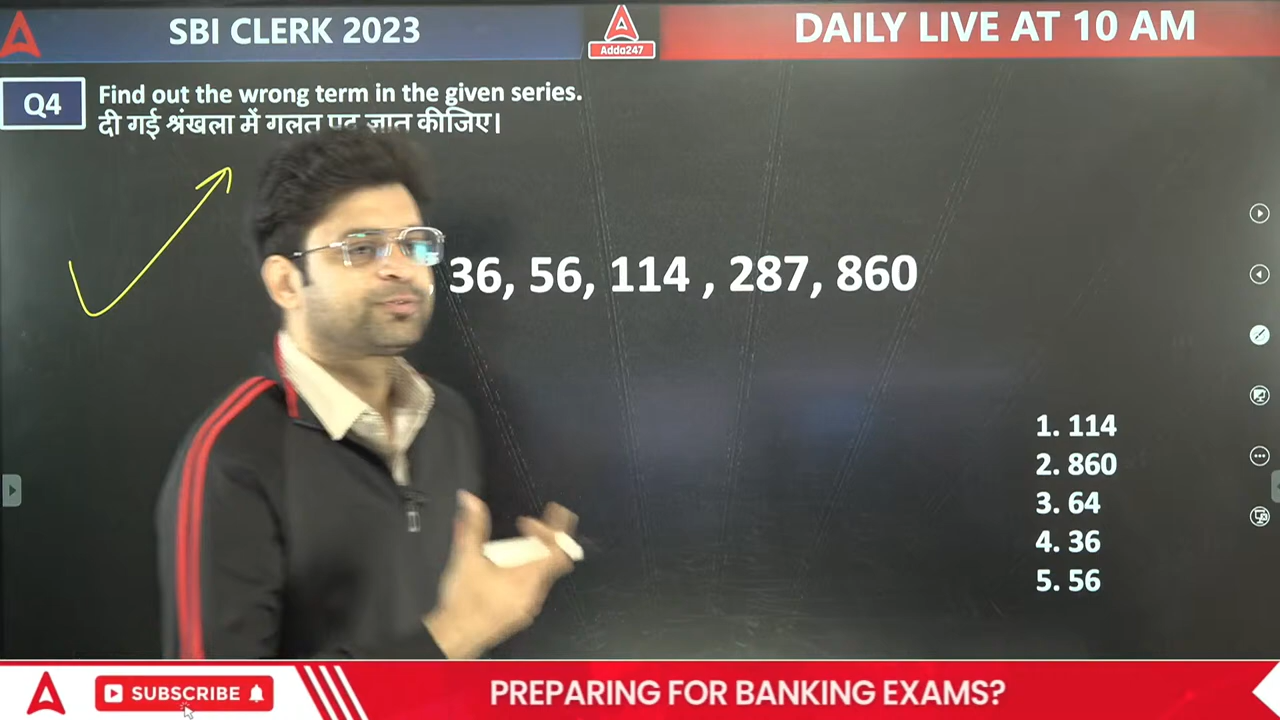 SBI CLERK 2023
Adda247
DAILY LIVE AT 10 AM
Q4
Find out the wrong term in the given series.
दी गई श्रंखला में गलत पद ज्ञात कीजिए।
36, 56, 114 , 287, 860
1. 114
2. 860
3. 64
4. 36
5. 56
SUBSCRIBE
PREPARING FOR BANKING EXAMS?